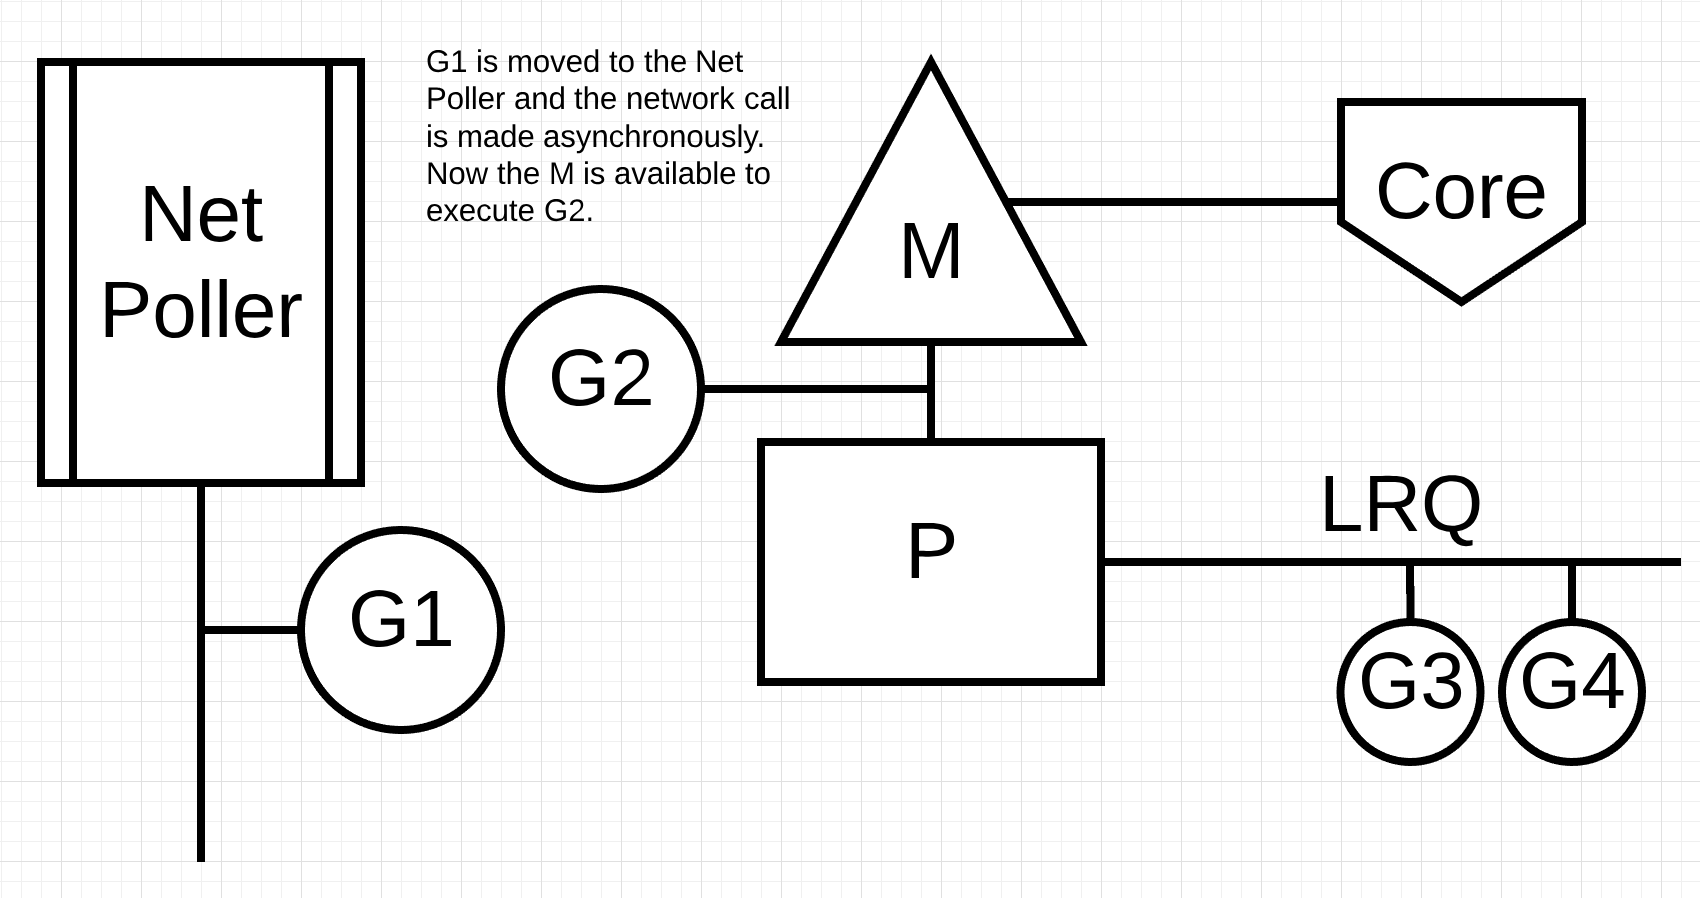 Net
Poller
G1 is moved to the Net
Poller and the network call
is made asynchronously.
Now the M is available to
execute G2.
M
Core
G2
P
LRQ
G1
G3
G4